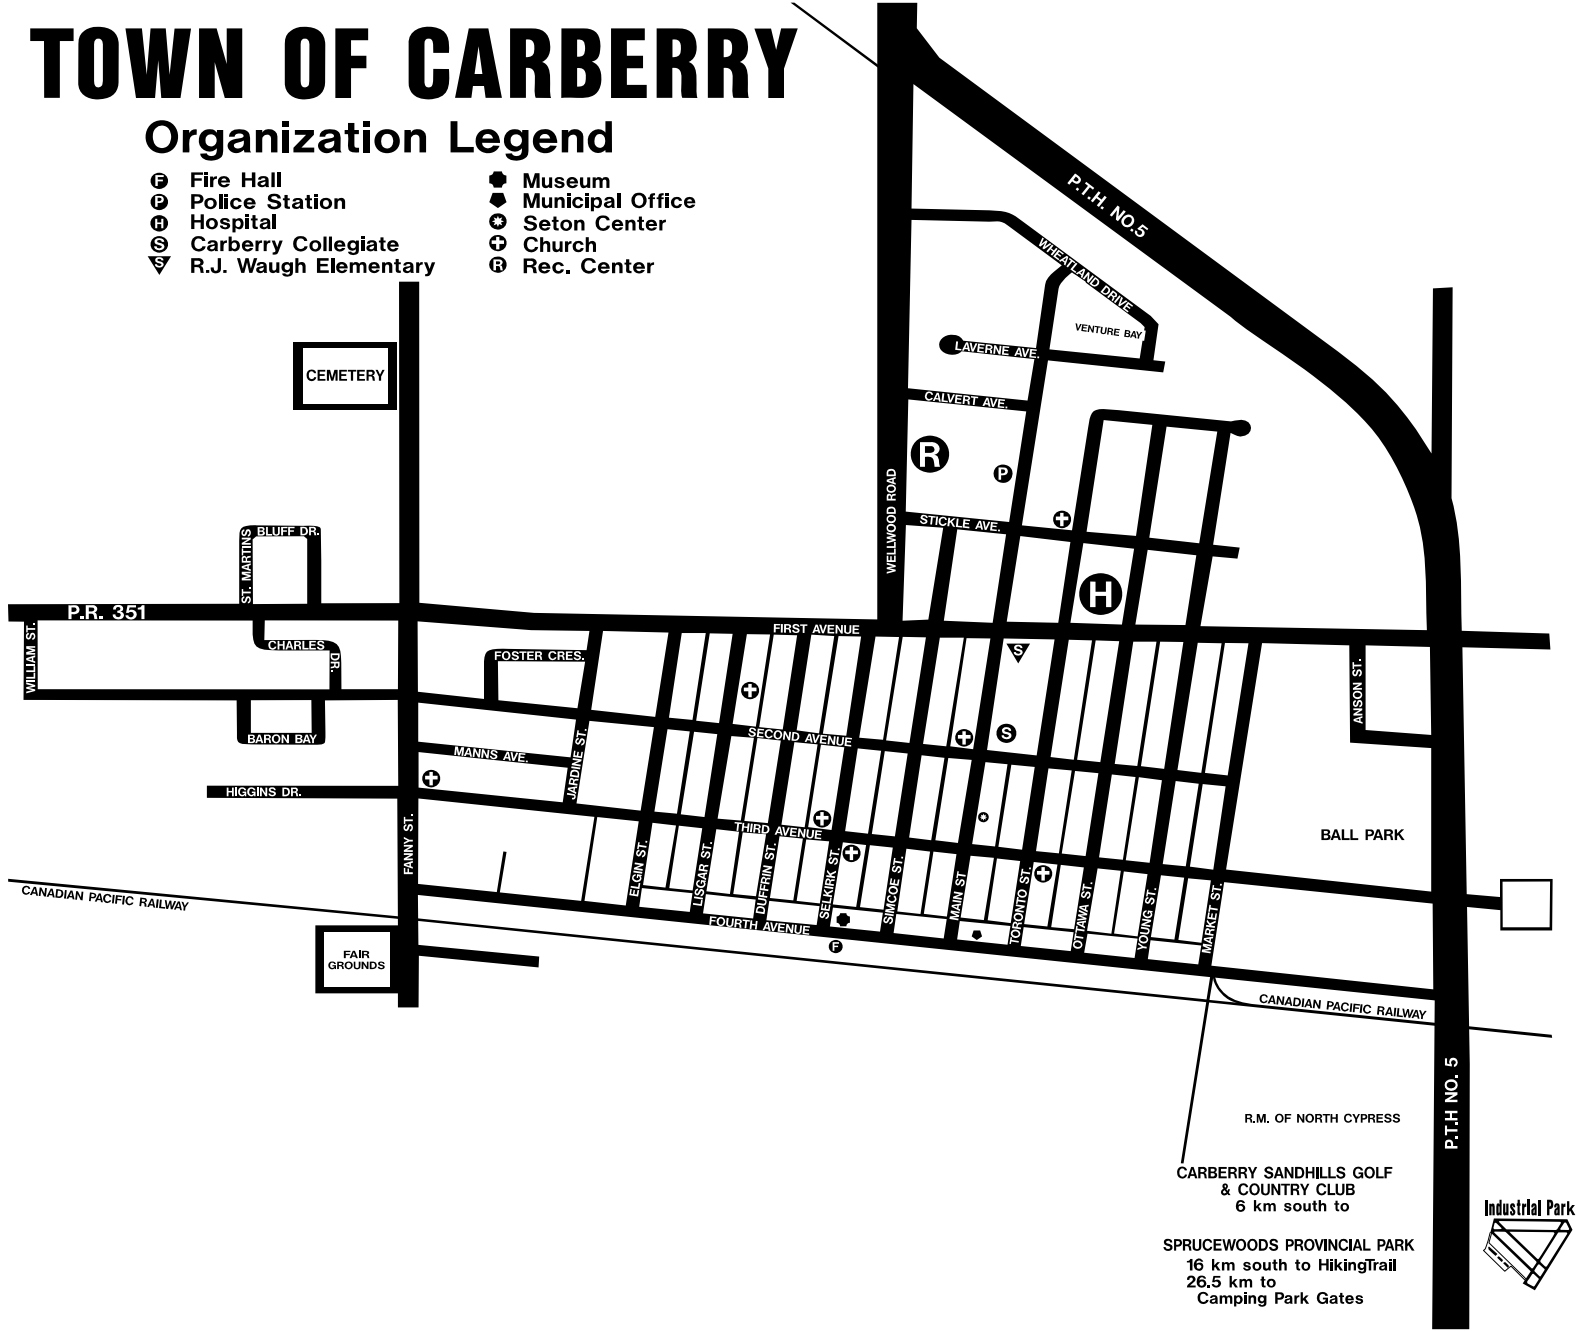 TOWN OF CARBERRY
Organization Legend
F Fire Hall
P Police Station
H Hospital
S Carberry Collegiate
S R.J. Waugh Elementary
Museum
Municipal Office
Seton Center
Church
R Rec. Center
P.T.H. NO.5
WHEATLAND DRIVE
VENTURE BAY
LAVERNE AVE.
CALVERT AVE.
CEMETERY
R
P
WELLWOOD ROAD
STICKLE AVE.
BLUFF DR.
ST. MARTINS
H
P.R. 351
FIRST AVENUE
WILLIAM ST.
CHARLES
DR.
FOSTER CRES.
S
ANSON ST.
BARON BAY
SECOND AVENUE
S
MANNS AVE.
JARDINE ST.
HIGGINS DR.
THIRD AVENUE
BALL PARK
FANNY ST.
ELGIN ST.
LISGAR ST.
DUFFRIN ST.
SELKIRK ST.
SIMCOE ST.
MAIN ST
TORONTO ST.
OTTAWA ST.
YOUNG ST.
MARKET ST.
CANADIAN PACIFIC RAILWAY
FOURTH AVENUE
F
FAIR
GROUNDS
CANADIAN PACIFIC RAILWAY
P.T.H NO. 5
R.M. OF NORTH CYPRESS
CARBERRY SANDHILLS GOLF
& COUNTRY CLUB
6 km south to
SPRUCEWOODS PROVINCIAL PARK
16 km south to HikingTrail
26.5 km to
Camping Park Gates
Industrial Park